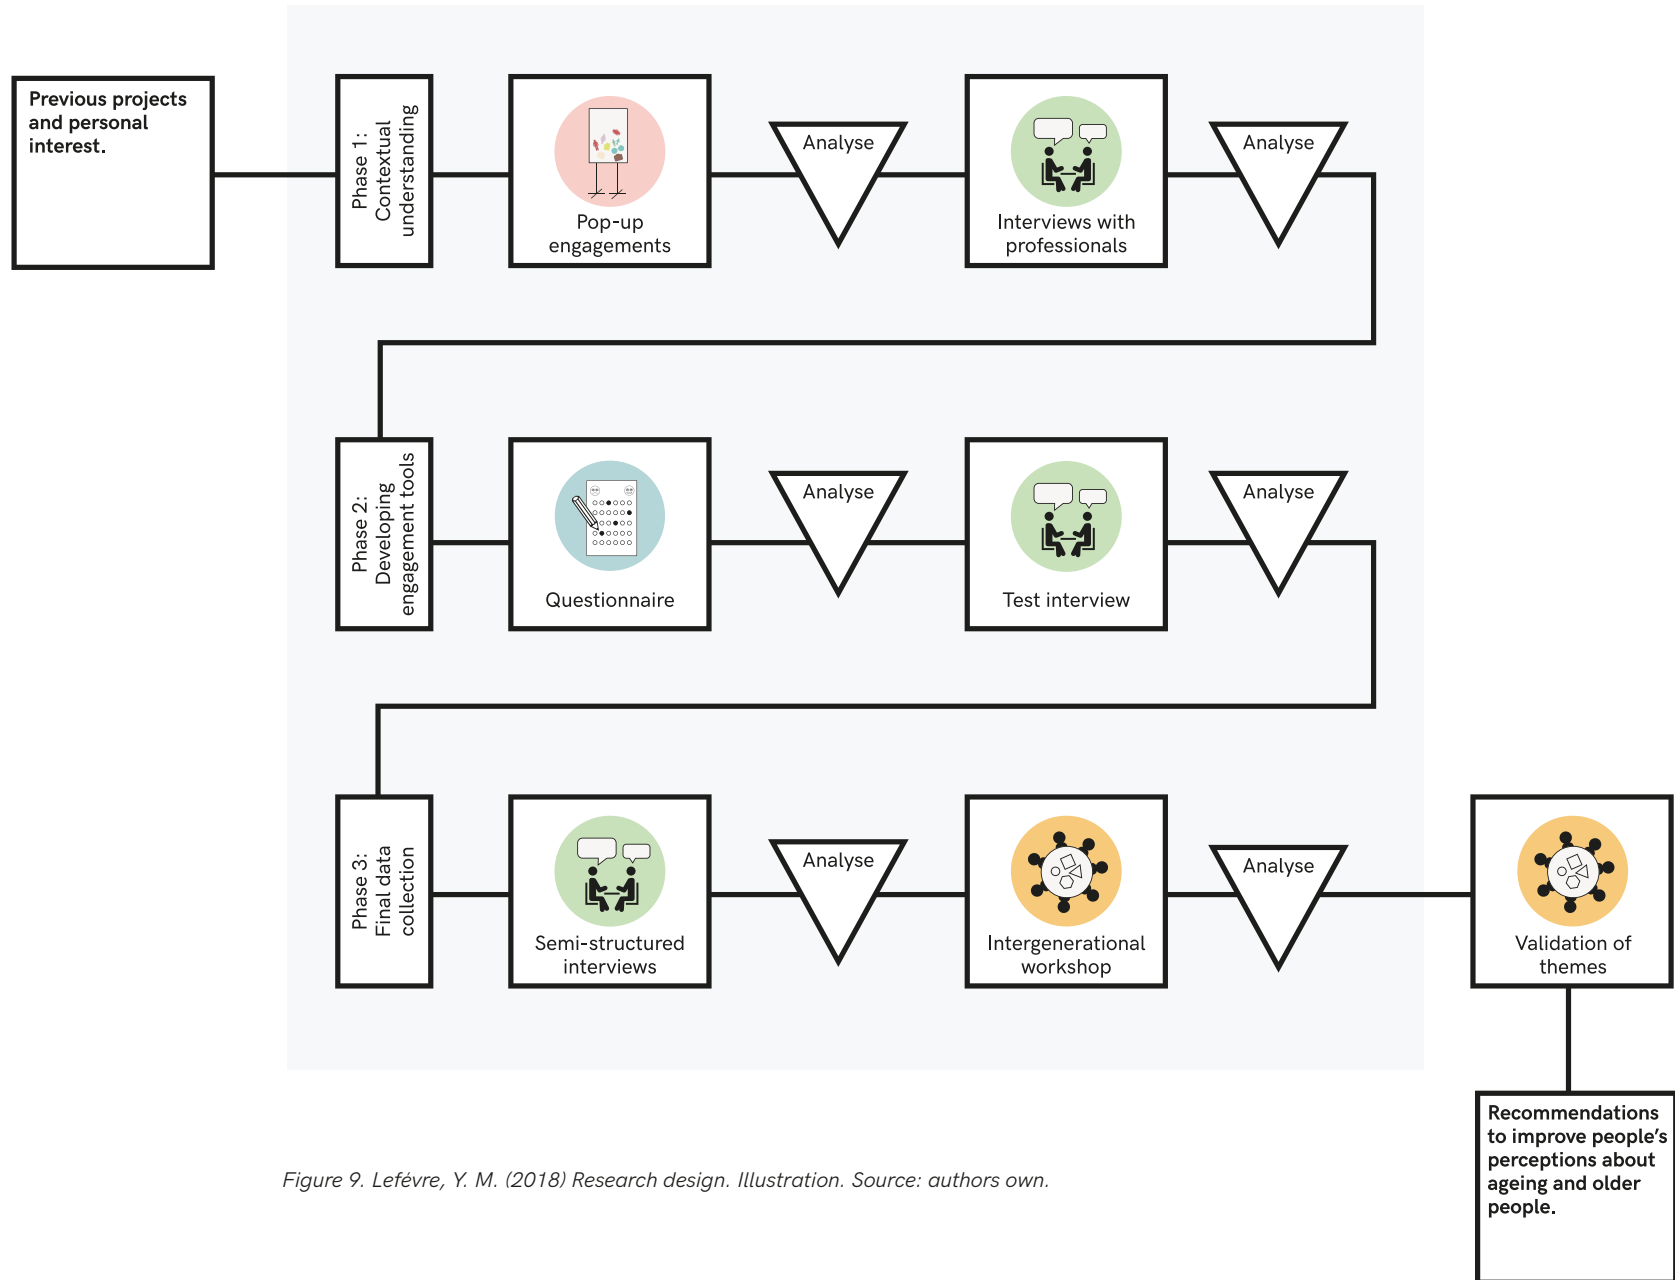 Previous projects
and personal
interest.
Phase 1:
Contextual
understanding
Pop-up
engagements
Analyse
Interviews with
professionals
Analyse
Phase 2:
Developing
engagement tools
Questionnaire
Analyse
Test interview
Analyse
Phase 3:
Final data
collection
Semi-structured
interviews
Analyse
Intergenerational
workshop
Analyse
Validation of
themes
Recommendations
to improve people’s
perceptions about
ageing and older
people.
Figure 9. Lefévre, Y. M. (2018) Research design. Illustration. Source: authors own.